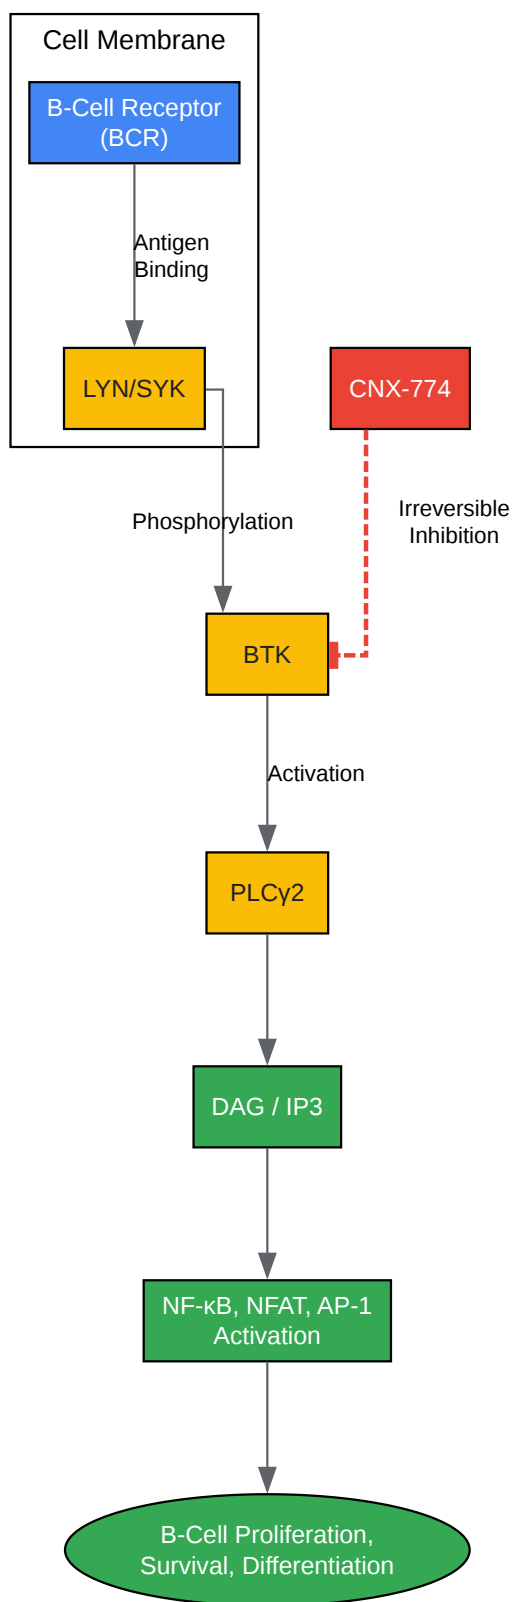 Cell Membrane
B-Cell Receptor
(BCR)
Antigen
Binding
LYN/SYK
CNX-774
Phosphorylation
Irreversible
Inhibition
BTK
Activation
PLCγ2
DAG / IP3
NF-κB, NFAT, AP-1
Activation
B-Cell Proliferation,
Survival, Differentiation